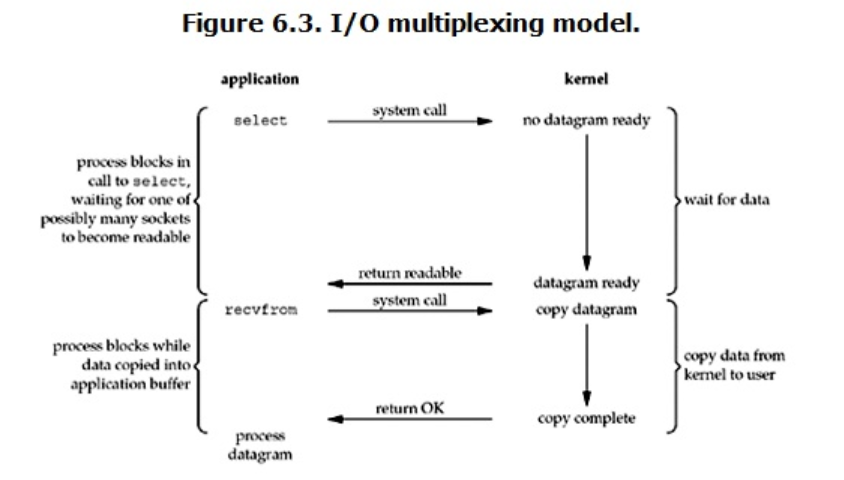 Figure 6.3. I/O multiplexing model.
application
kernel
select
system call
no datagram ready
process blocks in
call to select,
waiting for one of
possibly many sockets
to become readable
wait for data
return readable
datagram ready
recvfrom
system call
copy datagram
process blocks while
data copied into
application buffer
copy data from
kernel to user
return OK
copy complete
process
datagram